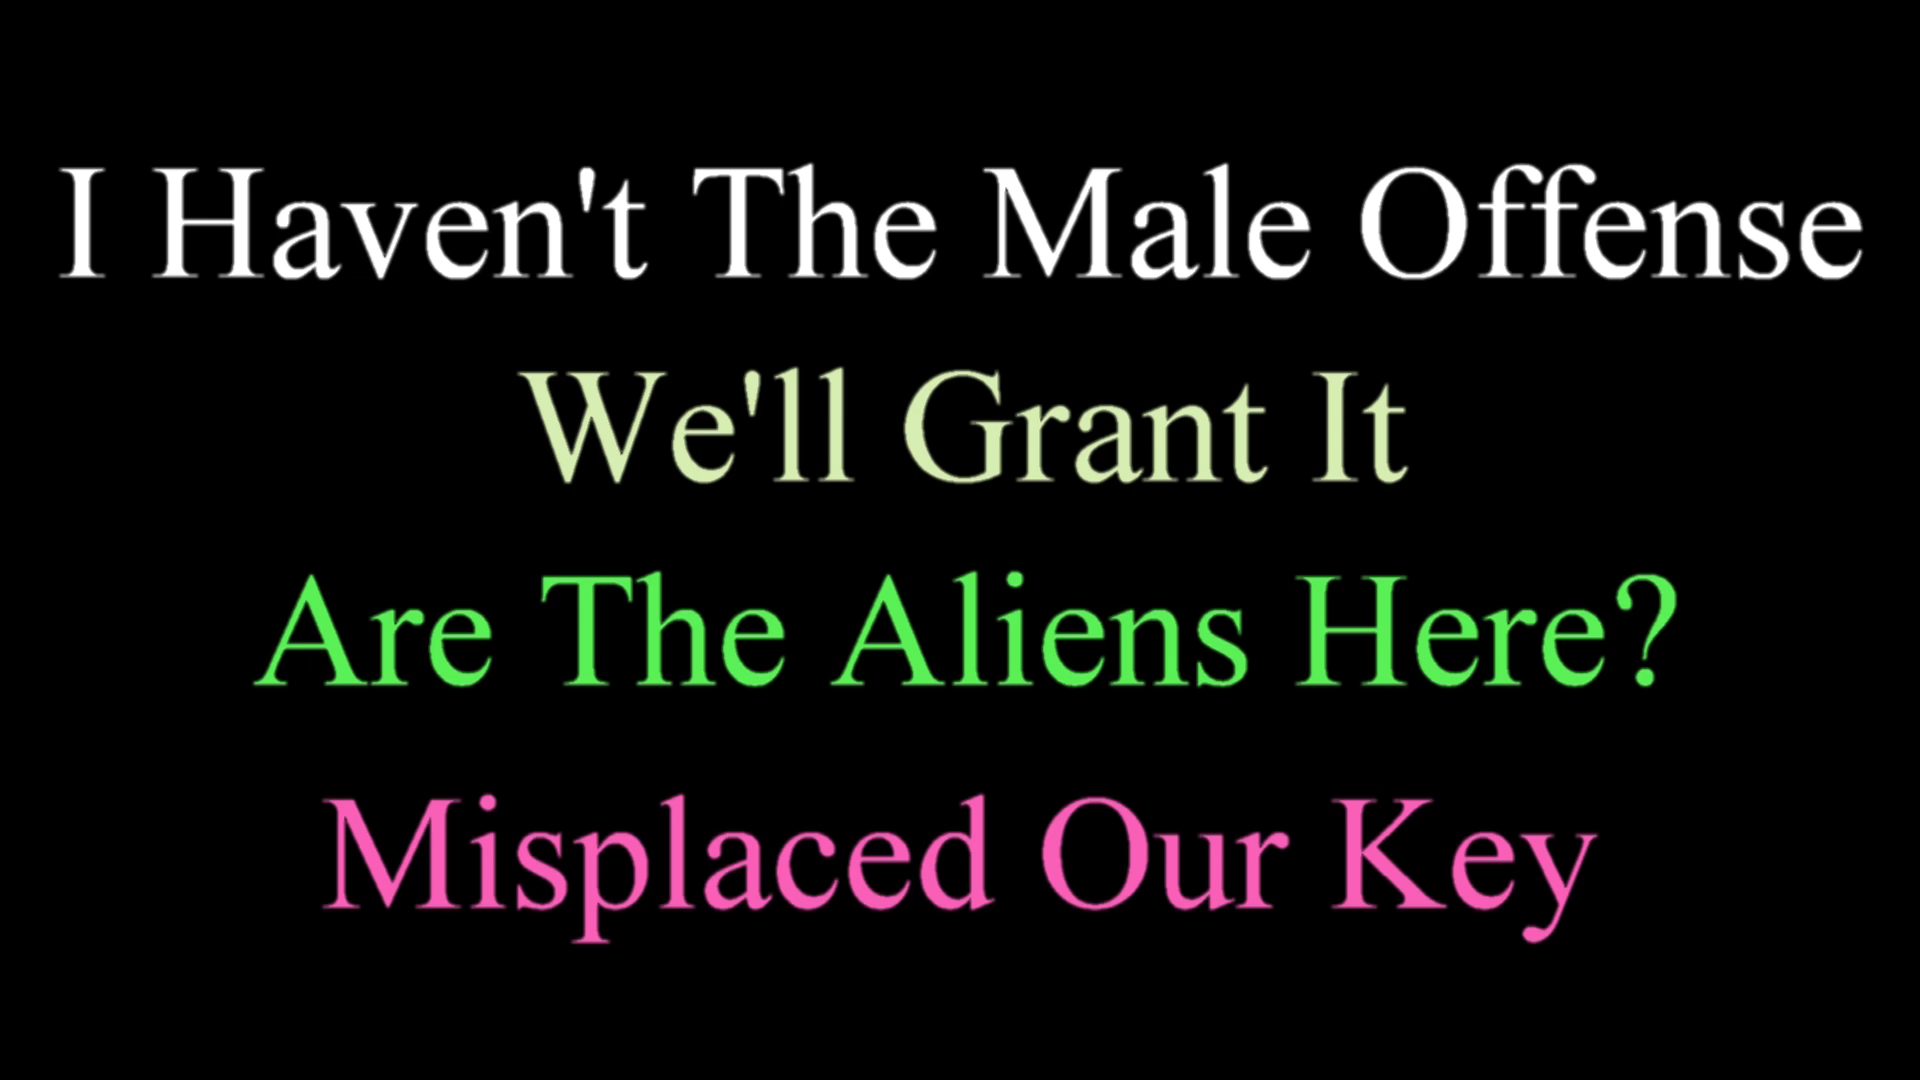 I Haven't The Male Offense
We'll Grant It
Are The Aliens Here?
Misplaced Our Key